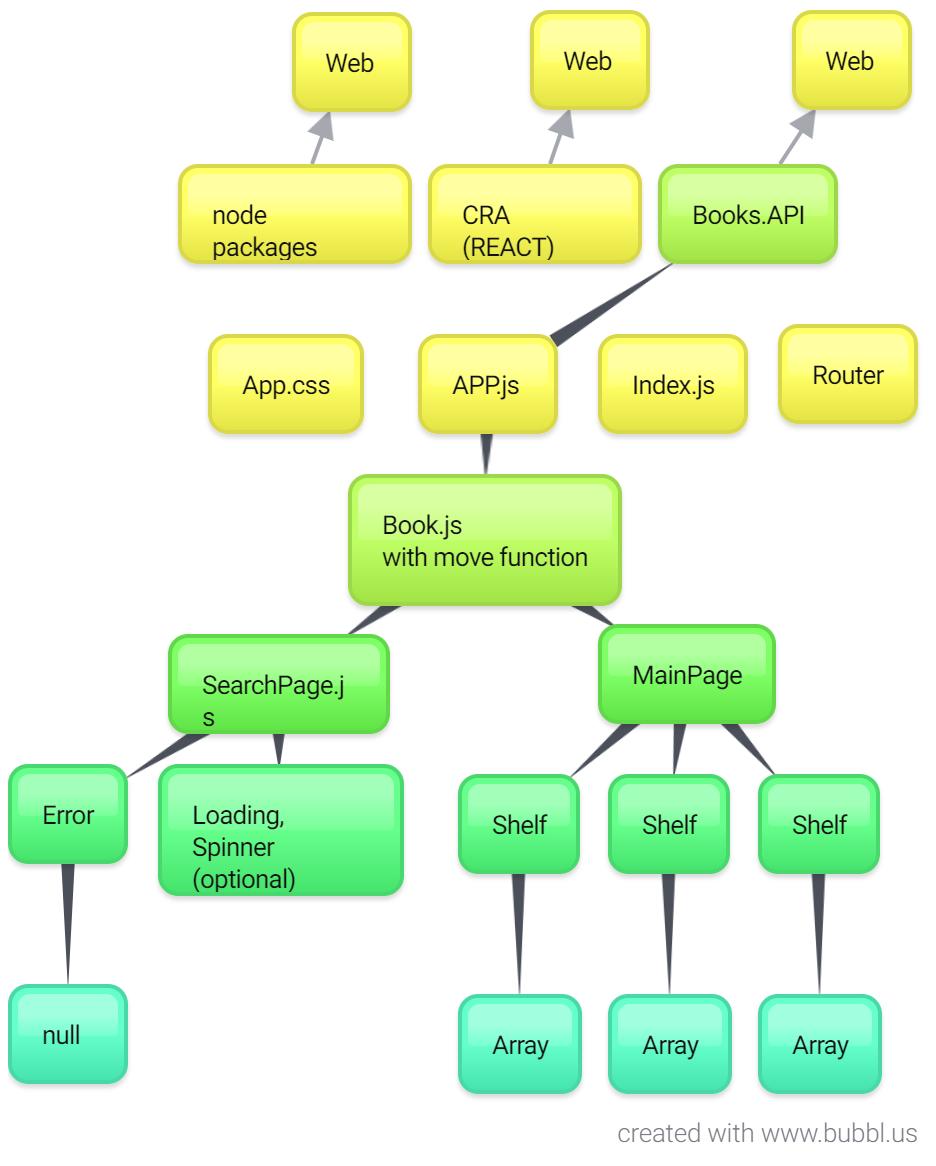 Web
Web
Web
node
packages
CRA
(REACT)
Books.API
App.css
APP.js
Index.js
Router
Book.js
with move function
SearchPage.j
s
MainPage
Error
Loading,
Spinner
(optional)
Shelf
Shelf
Shelf
null
Array
Array
Array
created with www.bubbl.us